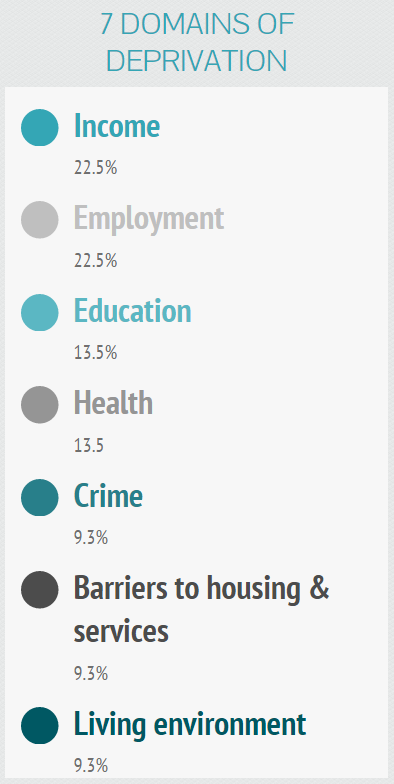 7 DOMAINS OF
DEPRIVATION
Income
22.5%
Employment
22.5%
Education
13.5%
Health
13.5
Crime
9.3%
Barriers to housing &
services
9.3%
Living environment
9.3%